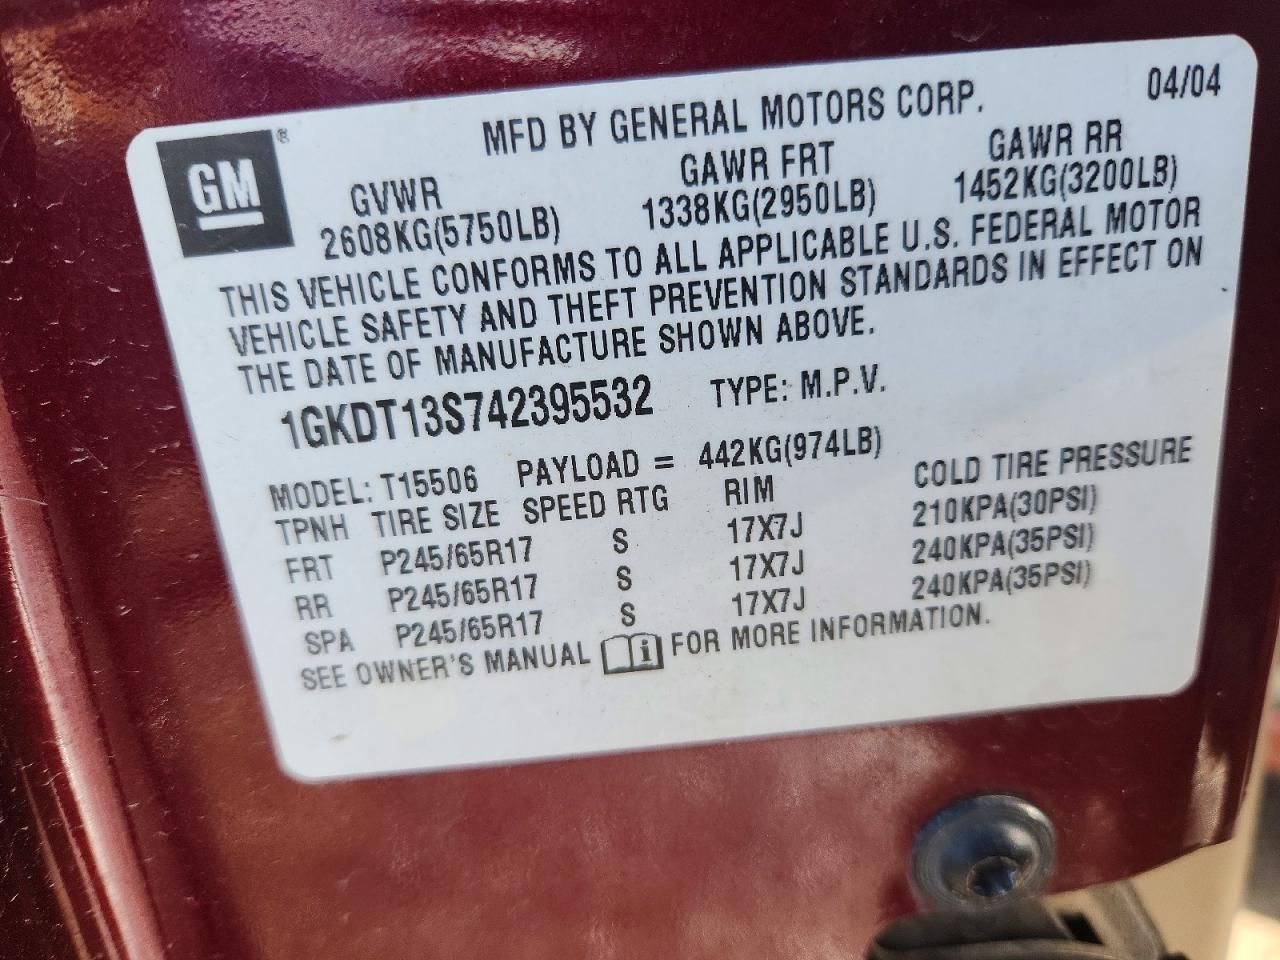 GM®
MFD BY GENERAL MOTORS CORP. 04/04
GVWR GAWR FRT GAWR RR
2608KG(5750LB) 1338KG(2950LB) 1452KG(3200LB)
THIS VEHICLE CONFORMS TO ALL APPLICABLE U.S. FEDERAL MOTOR
VEHICLE SAFETY AND THEFT PREVENTION STANDARDS IN EFFECT ON
THE DATE OF MANUFACTURE SHOWN ABOVE.
1GKDT13S742395532 TYPE: M.P.V.
MODEL: T15506 PAYLOAD = 442KG(974LB)
TPNH TIRE SIZE SPEED RTG RIM COLD TIRE PRESSURE
FRT P245/65R17 S 17X7J 210KPA(30PSI)
RR P245/65R17 S 17X7J 240KPA(35PSI)
SPA P245/65R17 S 17X7J 240KPA(35PSI)
SEE OWNER'S MANUAL i FOR MORE INFORMATION.